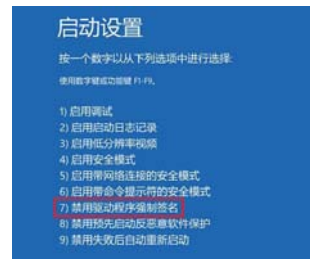 启动设置
按一个数字以从下列选项中进行选择:
使用数字键或功能键 F1-F9。
1) 启用调试
2) 启用启动日志记录
3) 启用低分辨率视频
4) 启用安全模式
5) 启用带网络连接的安全模式
6) 启用带命令提示符的安全模式
7) 禁用驱动程序强制签名
8) 禁用预先启动反恶意软件保护
9) 禁用失败后自动重新启动